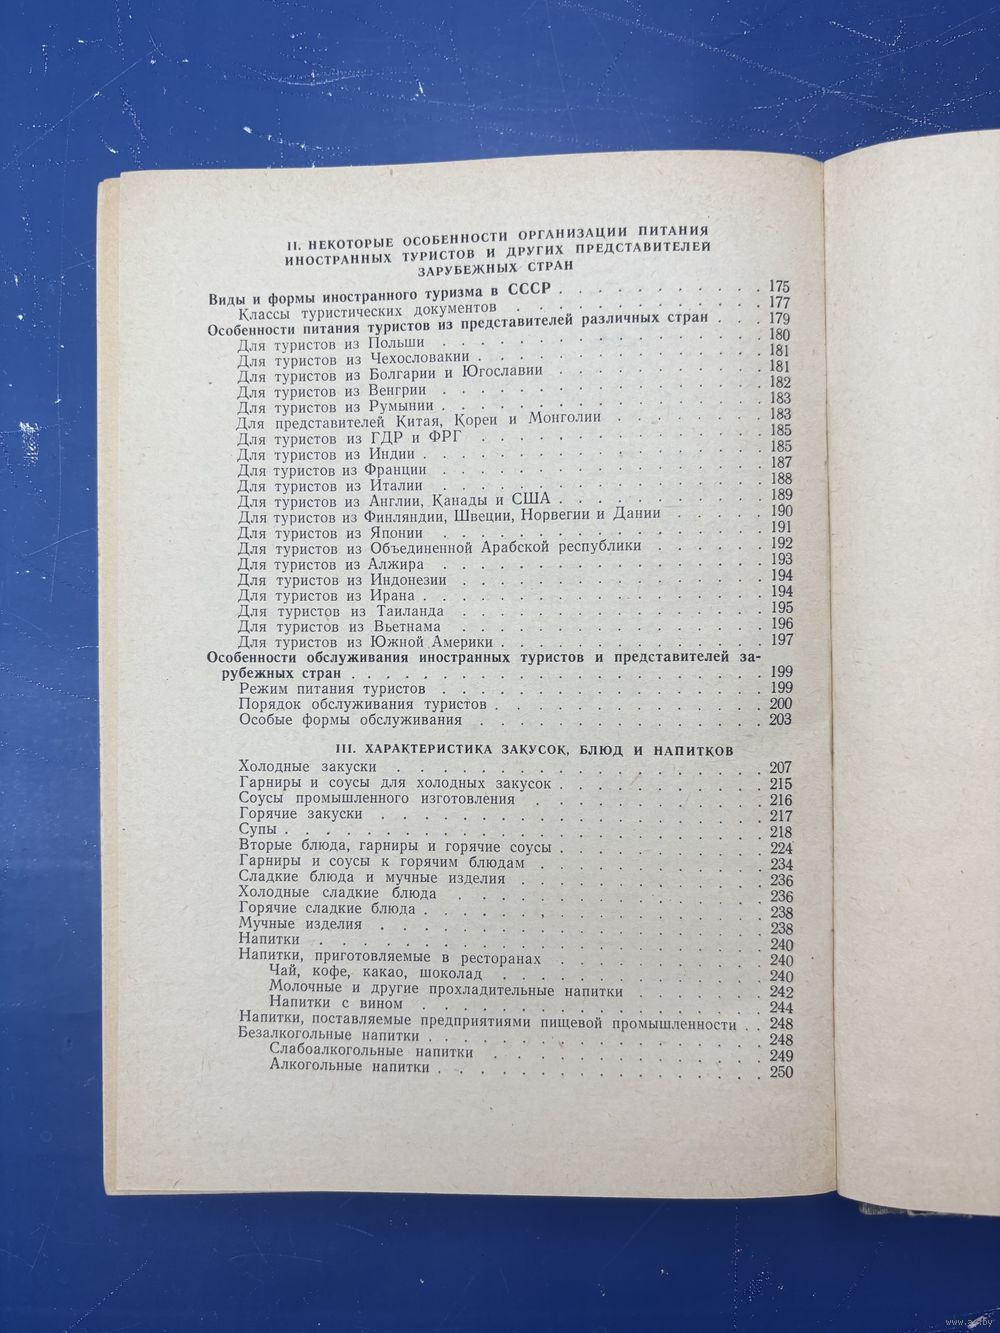 II. НЕКОТОРЫЕ ОСОБЕННОСТИ ОРГАНИЗАЦИИ ПИТАНИЯ
ИНОСТРАННЫХ ТУРИСТОВ И ДРУГИХ ПРЕДСТАВИТЕЛЕЙ
ЗАРУБЕЖНЫХ СТРАН
Виды и формы иностранного туризма в СССР . . . . . . . . . . . 175
Классы туристических документов . . . . . . . . . . . . . 177
Особенности питания туристов из представителей различных стран . . . 179
Для туристов из Польши . . . . . . . . . . . . . . . . . 180
Для туристов из Чехословакии . . . . . . . . . . . . . . . 181
Для туристов из Болгарии и Югославии . . . . . . . . . . . 181
Для туристов из Венгрии . . . . . . . . . . . . . . . . . 182
Для туристов из Румынии . . . . . . . . . . . . . . . . . 183
Для представителей Китая, Кореи и Монголии . . . . . . . . 183
Для туристов из ГДР и ФРГ . . . . . . . . . . . . . . . 185
Для туристов из Индии . . . . . . . . . . . . . . . . . . 185
Для туристов из Франции . . . . . . . . . . . . . . . . . 187
Для туристов из Италии . . . . . . . . . . . . . . . . . 188
Для туристов из Англии, Канады и США . . . . . . . . . . . 189
Для туристов из Финляндии, Швеции, Норвегии и Дании . . . . . 190
Для туристов из Японии . . . . . . . . . . . . . . . . . 191
Для туристов из Объединенной Арабской республики . . . . . . 192
Для туристов из Алжира . . . . . . . . . . . . . . . . . 193
Для туристов из Индонезии . . . . . . . . . . . . . . . . 194
Для туристов из Ирана . . . . . . . . . . . . . . . . . . 194
Для туристов из Таиланда . . . . . . . . . . . . . . . . 195
Для туристов из Вьетнама . . . . . . . . . . . . . . . . 196
Для туристов из Южной Америки . . . . . . . . . . . . . . 197
Особенности обслуживания иностранных туристов и представителей за-
рубежных стран . . . . . . . . . . . . . . . . . . . . . . 199
Режим питания туристов . . . . . . . . . . . . . . . . . 199
Порядок обслуживания туристов . . . . . . . . . . . . . . 200
Особые формы обслуживания . . . . . . . . . . . . . . . 203
III. ХАРАКТЕРИСТИКА ЗАКУСОК, БЛЮД И НАПИТКОВ
Холодные закуски . . . . . . . . . . . . . . . . . . . 207
Гарниры и соусы для холодных закусок . . . . . . . . . . . 215
Соусы промышленного изготовления . . . . . . . . . . . . 216
Горячие закуски . . . . . . . . . . . . . . . . . . . . 217
Супы . . . . . . . . . . . . . . . . . . . . . . . . . 218
Вторые блюда, гарниры и горячие соусы . . . . . . . . . . . 224
Гарниры и соусы к горячим блюдам . . . . . . . . . . . . 234
Сладкие блюда и мучные изделия . . . . . . . . . . . . . 236
Холодные сладкие блюда . . . . . . . . . . . . . . . . 236
Горячие сладкие блюда . . . . . . . . . . . . . . . . . . 238
Мучные изделия . . . . . . . . . . . . . . . . . . . . 238
Напитки . . . . . . . . . . . . . . . . . . . . . . . 240
Напитки, приготовляемые в ресторанах . . . . . . . . . . . 240
Чай, кофе, какао, шоколад . . . . . . . . . . . . . . 240
Молочные и другие прохладительные напитки . . . . . . . 242
Напитки с вином . . . . . . . . . . . . . . . . . . 244
Напитки, поставляемые предприятиями пищевой промышленности . . 248
Безалкогольные напитки . . . . . . . . . . . . . . . . . . 248
Слабоалкогольные напитки . . . . . . . . . . . . . . 249
Алкогольные напитки . . . . . . . . . . . . . . . . . 250
www.ay.by